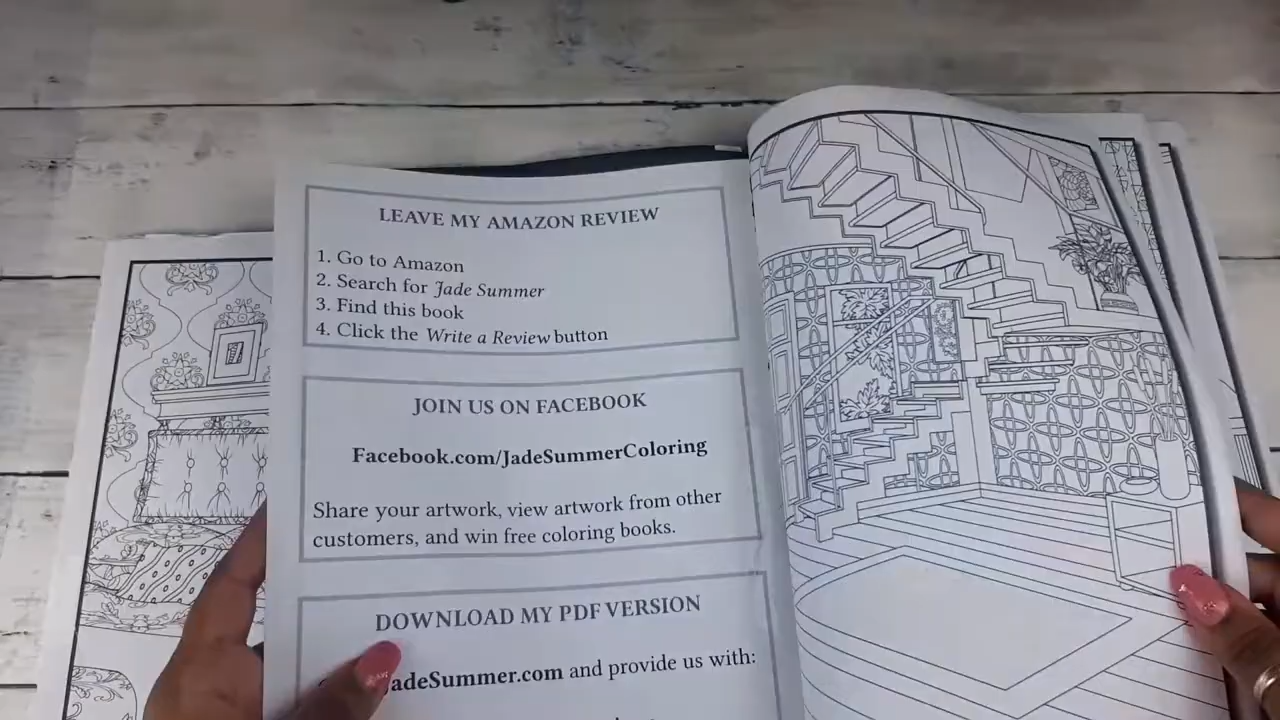 LEAVE MY AMAZON REVIEW
1. Go to Amazon
2. Search for Jade Summer
3. Find this book
4. Click the Write a Review button
JOIN US ON FACEBOOK
Facebook.com/JadeSummerColoring
Share your artwork, view artwork from other
customers, and win free coloring books.
DOWNLOAD MY PDF VERSION
adeSummer.com and provide us with: